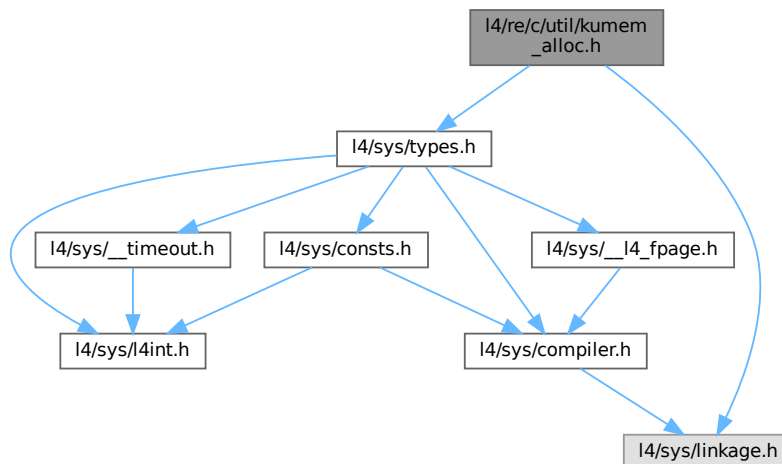 l4/re/c/util/kumem
_alloc.h
l4/sys/types.h
l4/sys/__timeout.h
l4/sys/consts.h
l4/sys/__l4_fpage.h
l4/sys/l4int.h
l4/sys/compiler.h
l4/sys/linkage.h